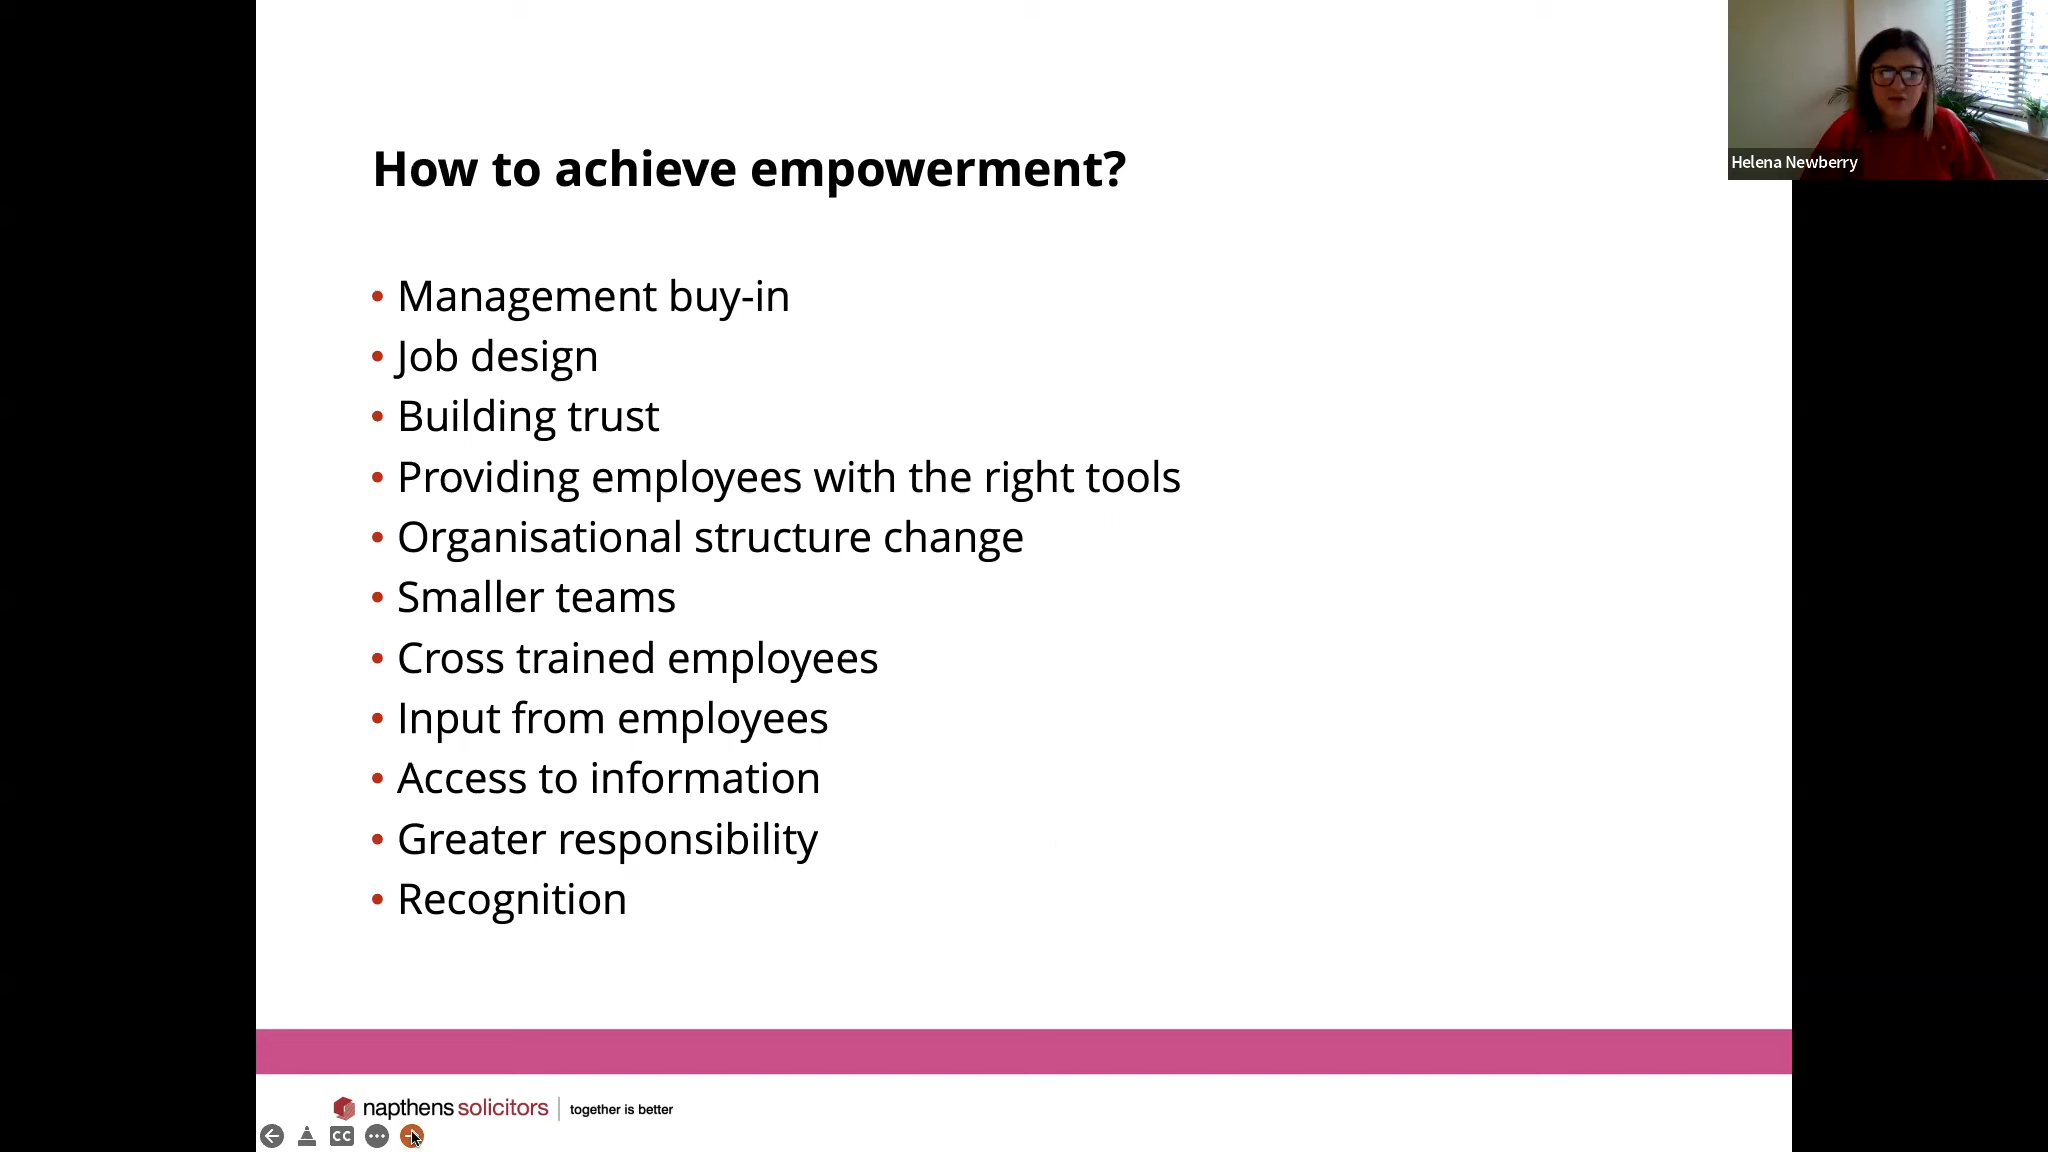 How to achieve empowerment?
• Management buy-in
• Job design
• Building trust
• Providing employees with the right tools
• Organisational structure change
• Smaller teams
• Cross trained employees
• Input from employees
• Access to information
• Greater responsibility
• Recognition
Helena Newberry
napthens solicitors | together is better
CC